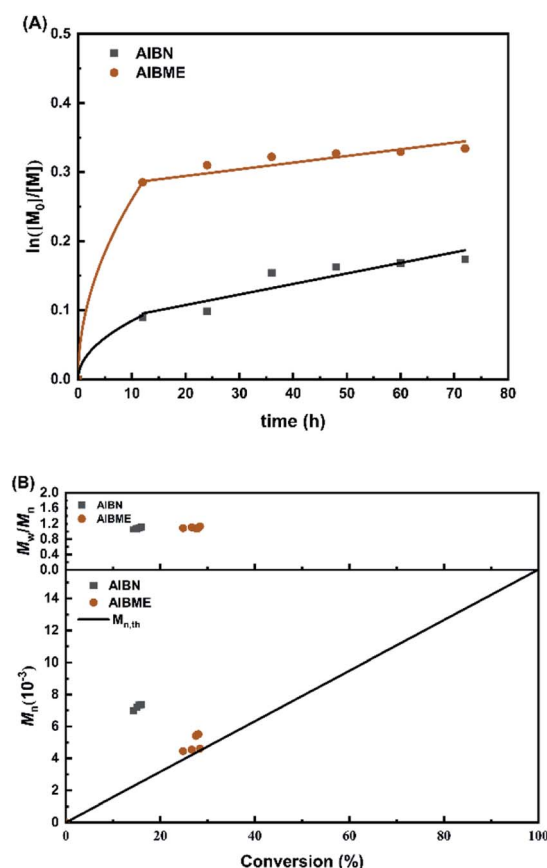 (A)
0.5
0.4
0.3
0.2
0.1
0.0
ln([M₀]/[M])
AIBN
AIBME
0 10 20 30 40 50 60 70 80
time (h)
(B)
2.0
1.6
1.2
0.8
0.4
0.0
Mw/Mn
AIBN
AIBME
14
12
10
8
6
4
2
0
Mn(10⁻³)
AIBN
AIBME
Mn,th
0 20 40 60 80 100
Conversion (%)